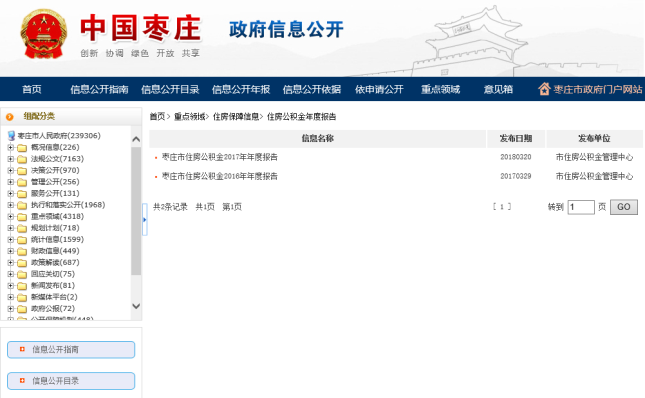 中国枣庄
政府信息公开
创新 协调 绿色 开放 共享
首页 信息公开指南 信息公开目录 信息公开年报 信息公开依据 依申请公开 重点领域 意见箱 枣庄市政府门户网站
细配分类
枣庄市人民政府(239306)
概况信息(226)
法规公文(7163)
决策公开(970)
管理公开(256)
服务公开(131)
执行和落实公开(1968)
重点领域(4318)
规划计划(718)
统计信息(1599)
财政信息(449)
政策解读(687)
回应关切(75)
新闻发布(81)
新媒体平台(2)
政府公报(72)
信息公开指南
信息公开目录
首页> 重点领域> 住房保障信息> 住房公积金年度报告
信息名称 发布日期 发布单位
枣庄市住房公积金2017年年度报告 20180320 市住房公积金管理中心
枣庄市住房公积金2016年年度报告 20170329 市住房公积金管理中心
共2条记录 共1页 第1页 [ 1 ] 转到 1 页 GO